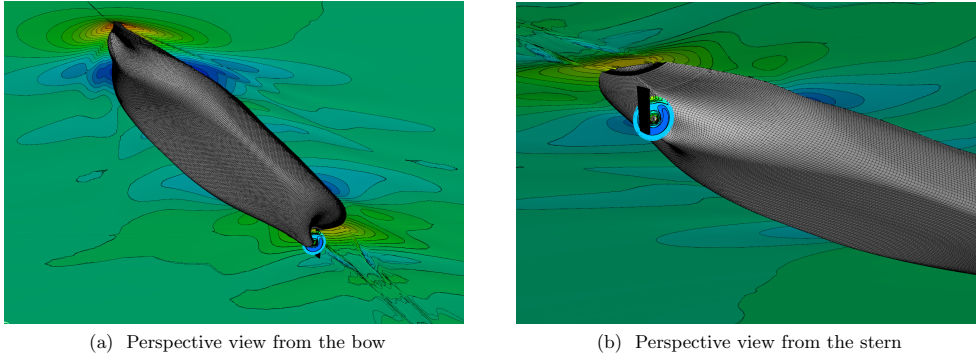 (a) Perspective view from the bow
(b) Perspective view from the stern